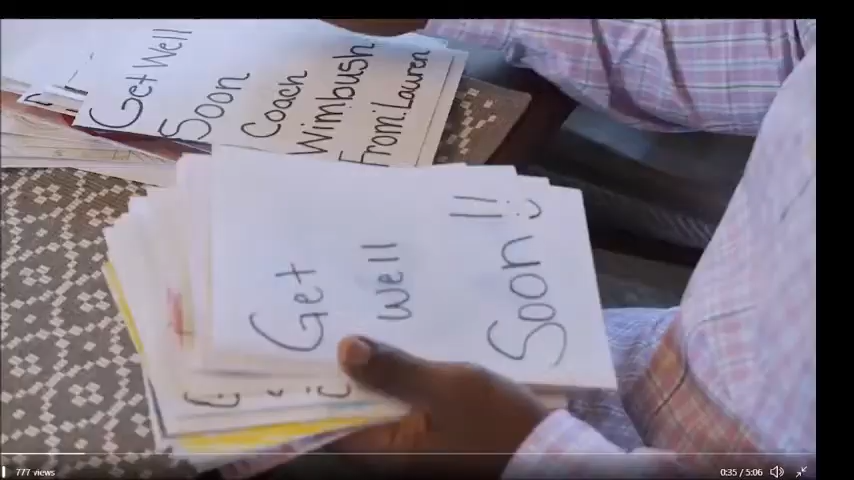 Get Well
Soon
Coach
Wimbush
From: Lauren
Get
well
Soon!! :)
777 views
0:35 / 5:06